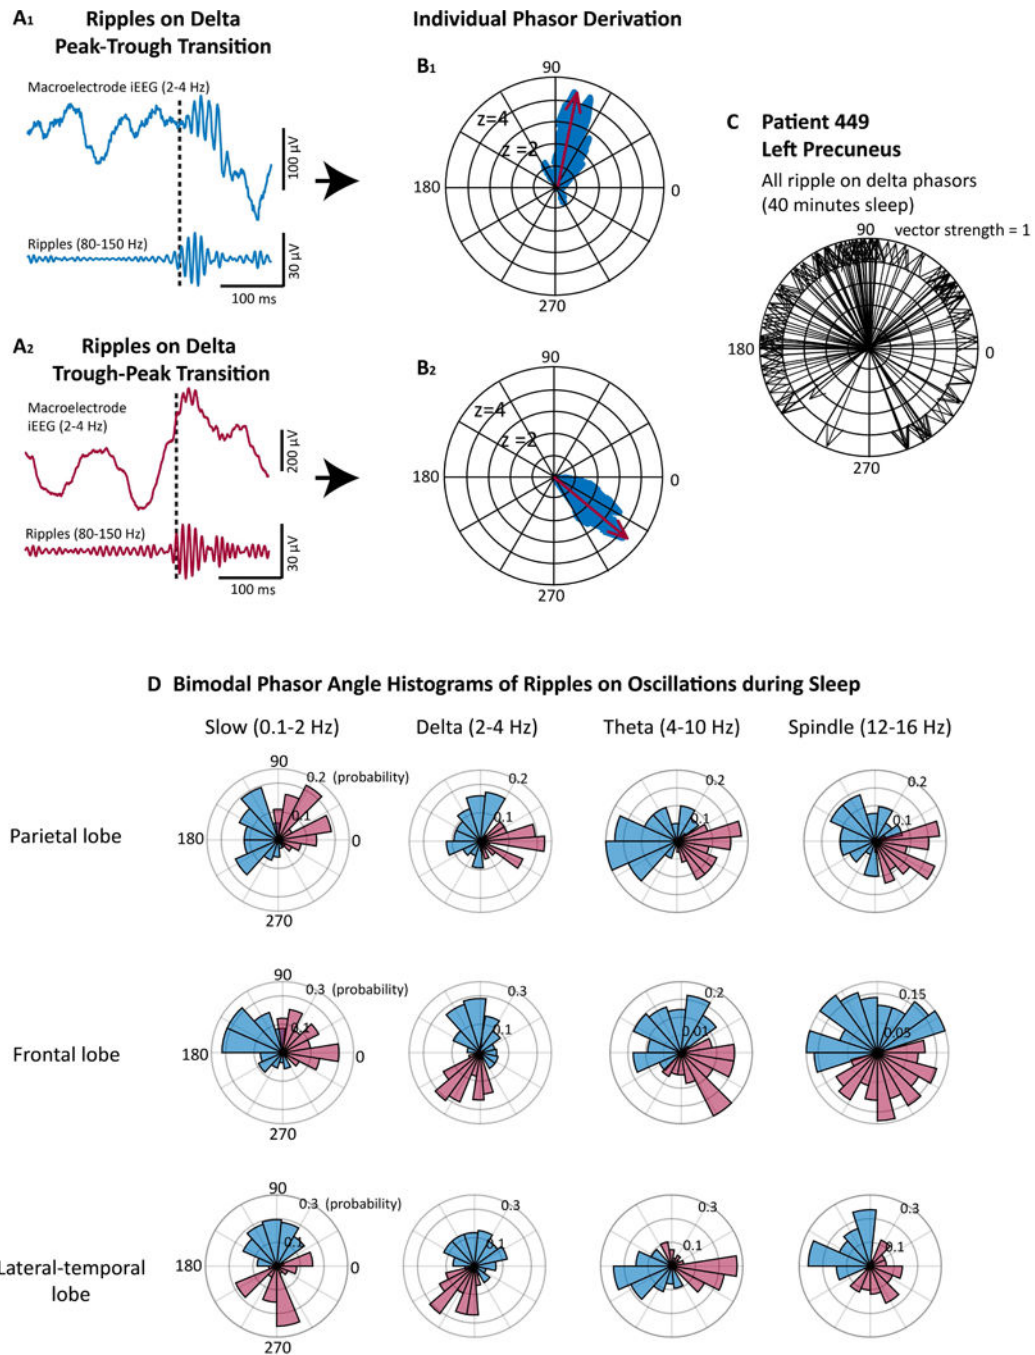 A1 Ripples on Delta
Peak-Trough Transition
Macroelectrode iEEG (2-4 Hz)
100 µV
Ripples (80-150 Hz)
30 µV
100 ms
Individual Phasor Derivation
B1
90
z=4
z =2
180
0
270
C Patient 449
Left Precuneus
All ripple on delta phasors
(40 minutes sleep)
90
vector strength = 1
180
0
270
A2 Ripples on Delta
Trough-Peak Transition
Macroelectrode
iEEG (2-4 Hz)
200 µV
Ripples (80-150 Hz)
30 µV
100 ms
B2
90
z=4
z =2
180
0
270
D Bimodal Phasor Angle Histograms of Ripples on Oscillations during Sleep
Slow (0.1-2 Hz) Delta (2-4 Hz) Theta (4-10 Hz) Spindle (12-16 Hz)
Parietal lobe
90
0.2 (probability)
0.1
180
0
270
0.2
0.1
0.2
0.1
0.2
0.1
Frontal lobe
90
0.3 (probability)
0.1
180
0
270
0.3
0.1
0.2
0.01
0.15
0.05
Lateral-temporal
lobe
90
0.3 (probability)
0.1
180
0
270
0.3
0.1
0.3
0.1
0.3
0.1